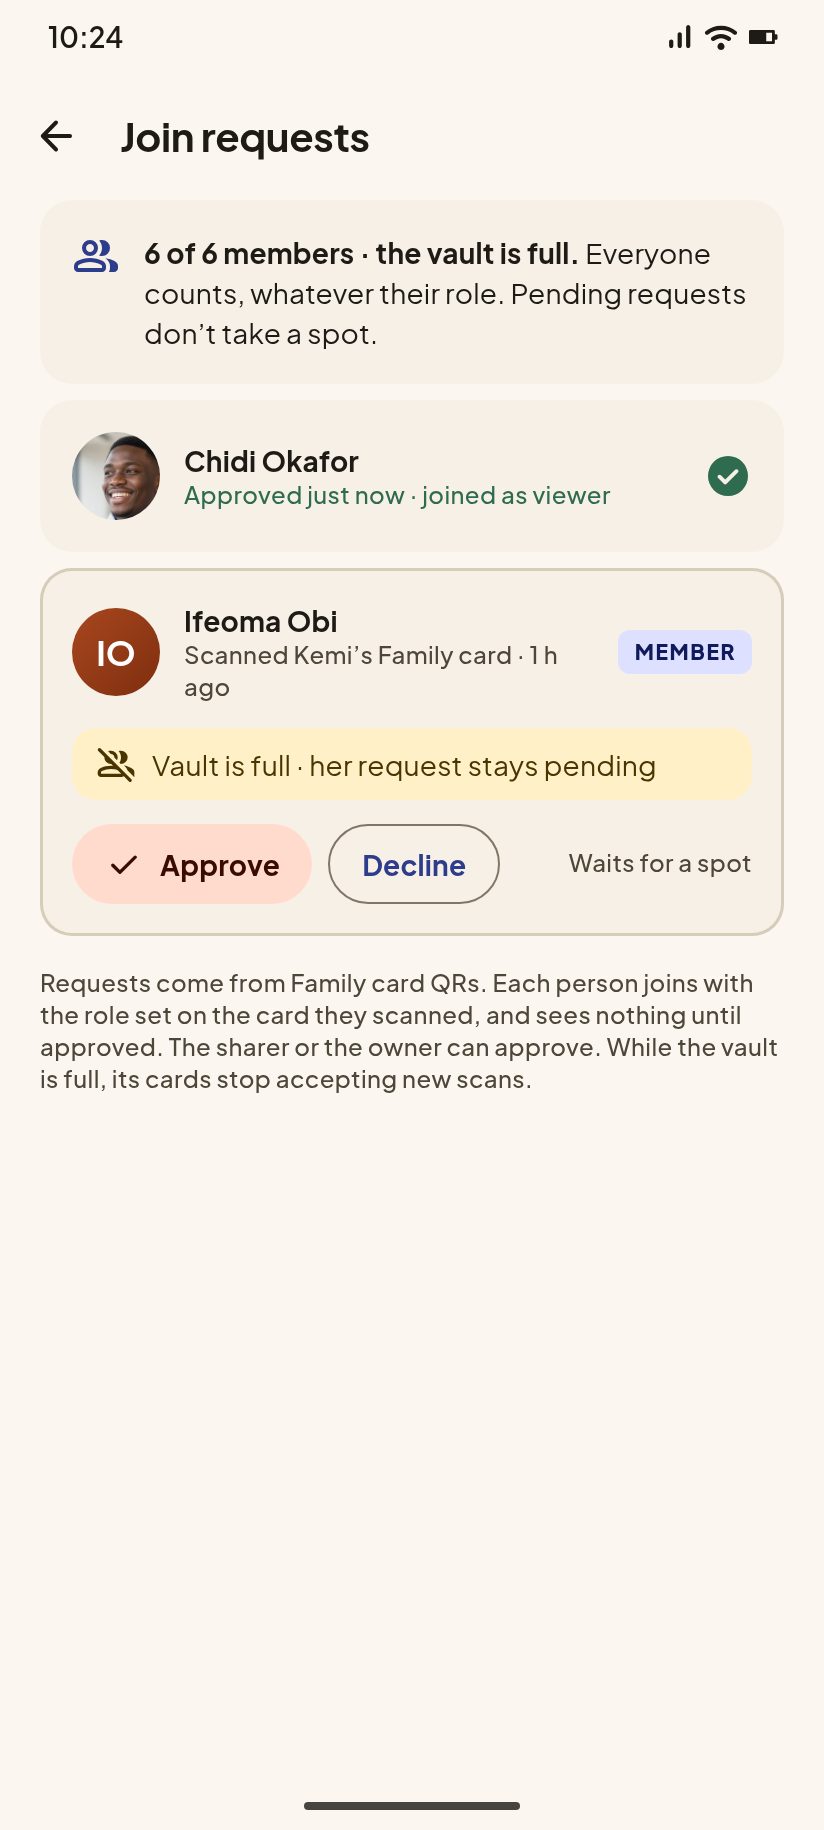 10:24
Join requests
6 of 6 members · the vault is full. Everyone
counts, whatever their role. Pending requests
don’t take a spot.
Chidi Okafor
Approved just now · joined as viewer
IO
Ifeoma Obi
Scanned Kemi’s Family card · 1 h
ago
MEMBER
Vault is full · her request stays pending
Approve
Decline
Waits for a spot
Requests come from Family card QRs. Each person joins with
the role set on the card they scanned, and sees nothing until
approved. The sharer or the owner can approve. While the vault
is full, its cards stop accepting new scans.